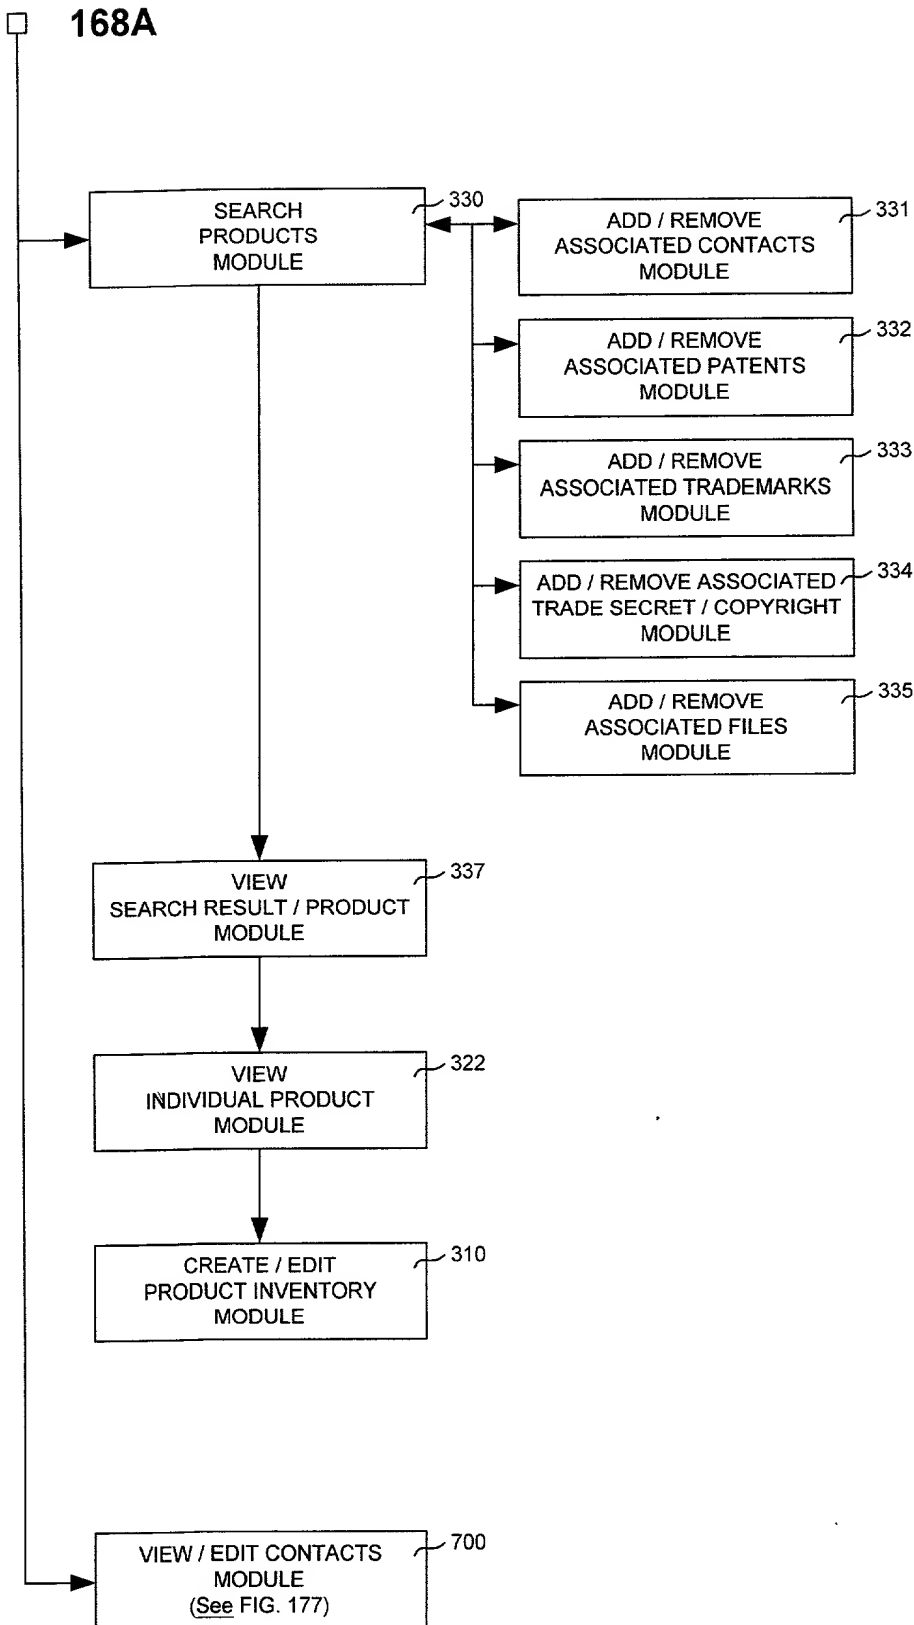 168A
SEARCH
PRODUCTS
MODULE
330
ADD / REMOVE
ASSOCIATED CONTACTS
MODULE
331
ADD / REMOVE
ASSOCIATED PATENTS
MODULE
332
ADD / REMOVE
ASSOCIATED TRADEMARKS
MODULE
333
ADD / REMOVE ASSOCIATED
TRADE SECRET / COPYRIGHT
MODULE
334
ADD / REMOVE
ASSOCIATED FILES
MODULE
335
VIEW
SEARCH RESULT / PRODUCT
MODULE
337
VIEW
INDIVIDUAL PRODUCT
MODULE
322
CREATE / EDIT
PRODUCT INVENTORY
MODULE
310
VIEW / EDIT CONTACTS
MODULE
(See FIG. 177)
700